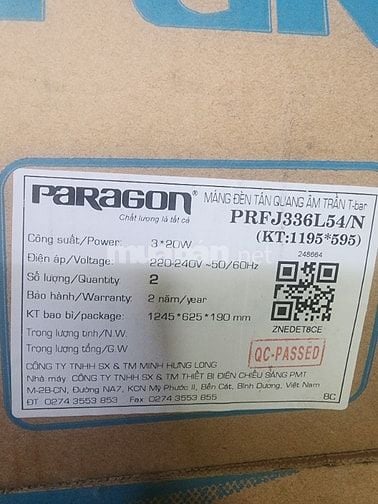 PARAGON®
Chất lượng là tất cả
MÁNG ĐÈN TÁN QUANG ÂM TRẦN T-bar
PRFJ336L54/N
(KT:1195*595)
Công suất/Power: 3*20W
Điện áp/Voltage: 220-240V ~50/60Hz
Số lượng/Quantity 2
Bảo hành/Warranty: 2 năm/year
KT bao bì/package: 1245*625*190 mm
Trọng lượng tịnh/N.W.
Trọng lượng tổng/G.W
248664
ZNEDET8CE
QC-PASSED
CÔNG TY TNHH SX & TM MINH HƯNG LONG
Nhà máy: CÔNG TY TNHH SX & TM THIẾT BỊ ĐIỆN CHIẾU SÁNG PMT
M-2B-CN, Đường NA7, KCN Mỹ Phước II, Bến Cát, Bình Dương, Việt Nam
ĐT 0274 3553 853 Fax 0274 3556 855
BC